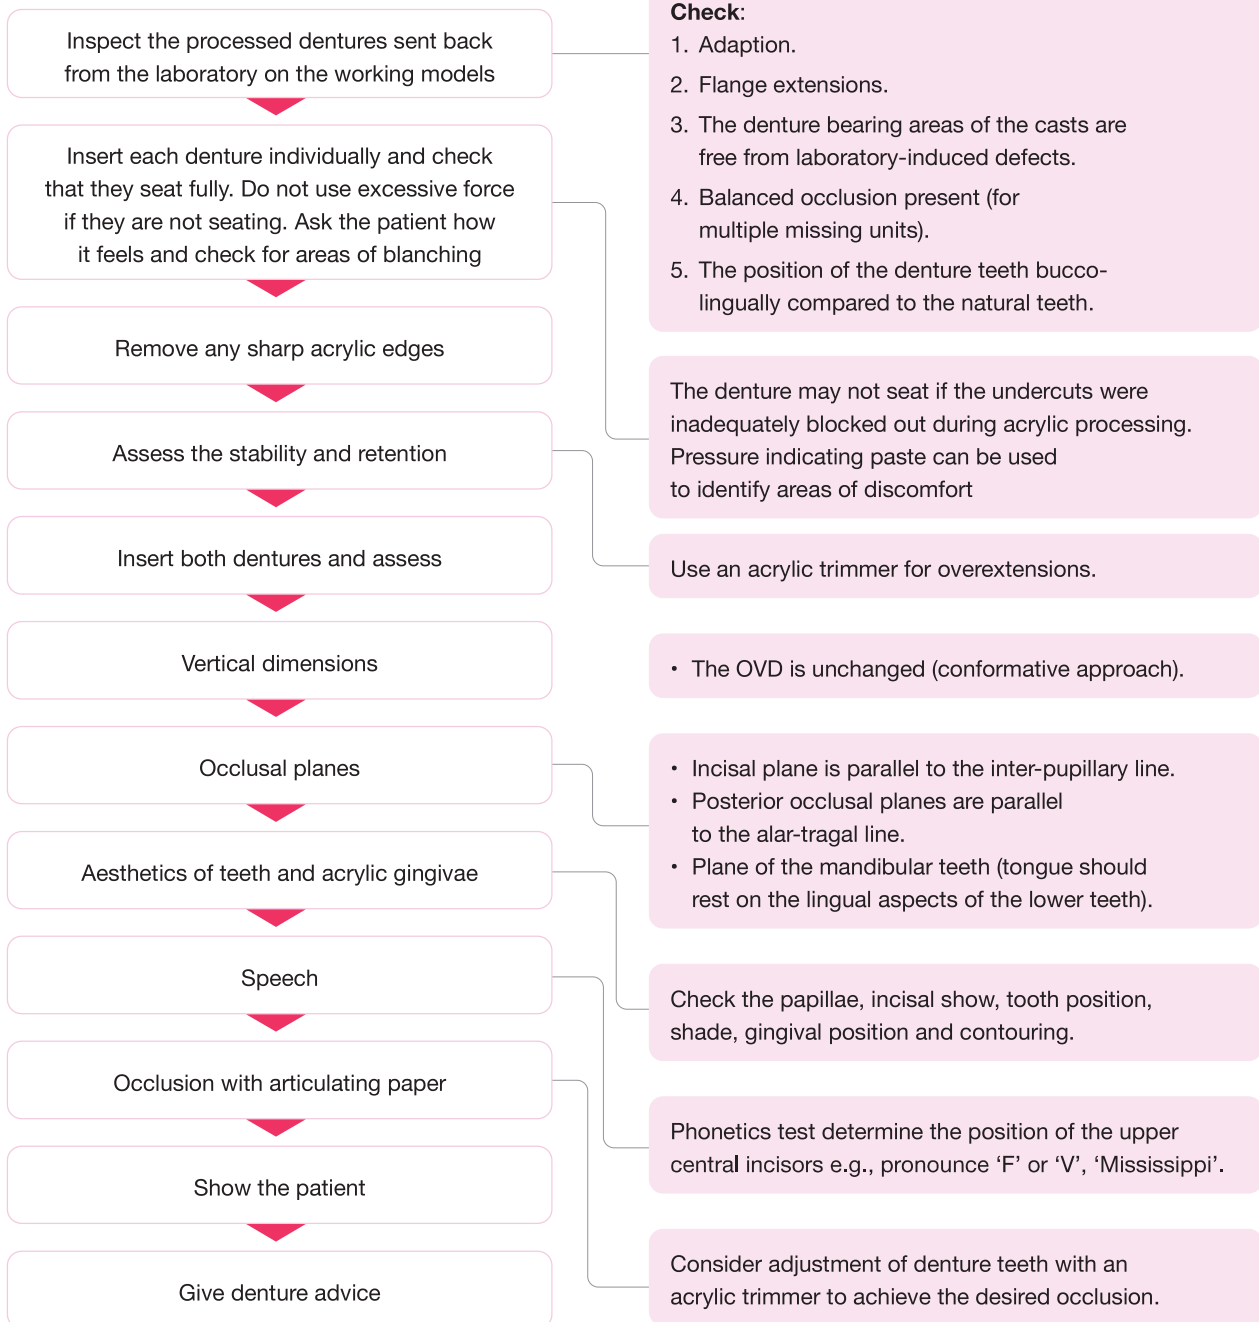 Inspect the processed dentures sent back
from the laboratory on the working models
Insert each denture individually and check
that they seat fully. Do not use excessive force
if they are not seating. Ask the patient how
it feels and check for areas of blanching
Remove any sharp acrylic edges
Assess the stability and retention
Insert both dentures and assess
Vertical dimensions
Occlusal planes
Aesthetics of teeth and acrylic gingivae
Speech
Occlusion with articulating paper
Show the patient
Give denture advice
Check:
1. Adaption.
2. Flange extensions.
3. The denture bearing areas of the casts are
free from laboratory-induced defects.
4. Balanced occlusion present (for
multiple missing units).
5. The position of the denture teeth bucco-
lingually compared to the natural teeth.
The denture may not seat if the undercuts were
inadequately blocked out during acrylic processing.
Pressure indicating paste can be used
to identify areas of discomfort
Use an acrylic trimmer for overextensions.
• The OVD is unchanged (conformative approach).
• Incisal plane is parallel to the inter-pupillary line.
• Posterior occlusal planes are parallel
to the alar-tragal line.
• Plane of the mandibular teeth (tongue should
rest on the lingual aspects of the lower teeth).
Check the papillae, incisal show, tooth position,
shade, gingival position and contouring.
Phonetics test determine the position of the upper
central incisors e.g., pronounce ‘F’ or ‘V’, ‘Mississippi’.
Consider adjustment of denture teeth with an
acrylic trimmer to achieve the desired occlusion.